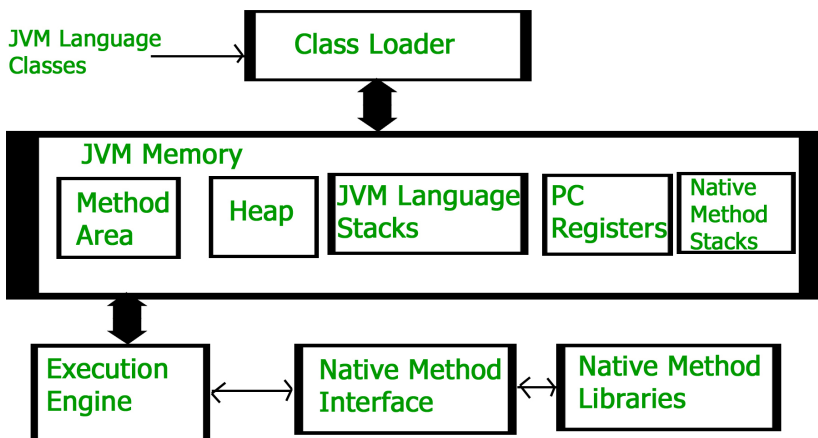 JVM Language
Classes
Class Loader
JVM Memory
Method
Area
Heap
JVM Language
Stacks
PC
Registers
Native
Method
Stacks
Execution
Engine
Native Method
Interface
Native Method
Libraries